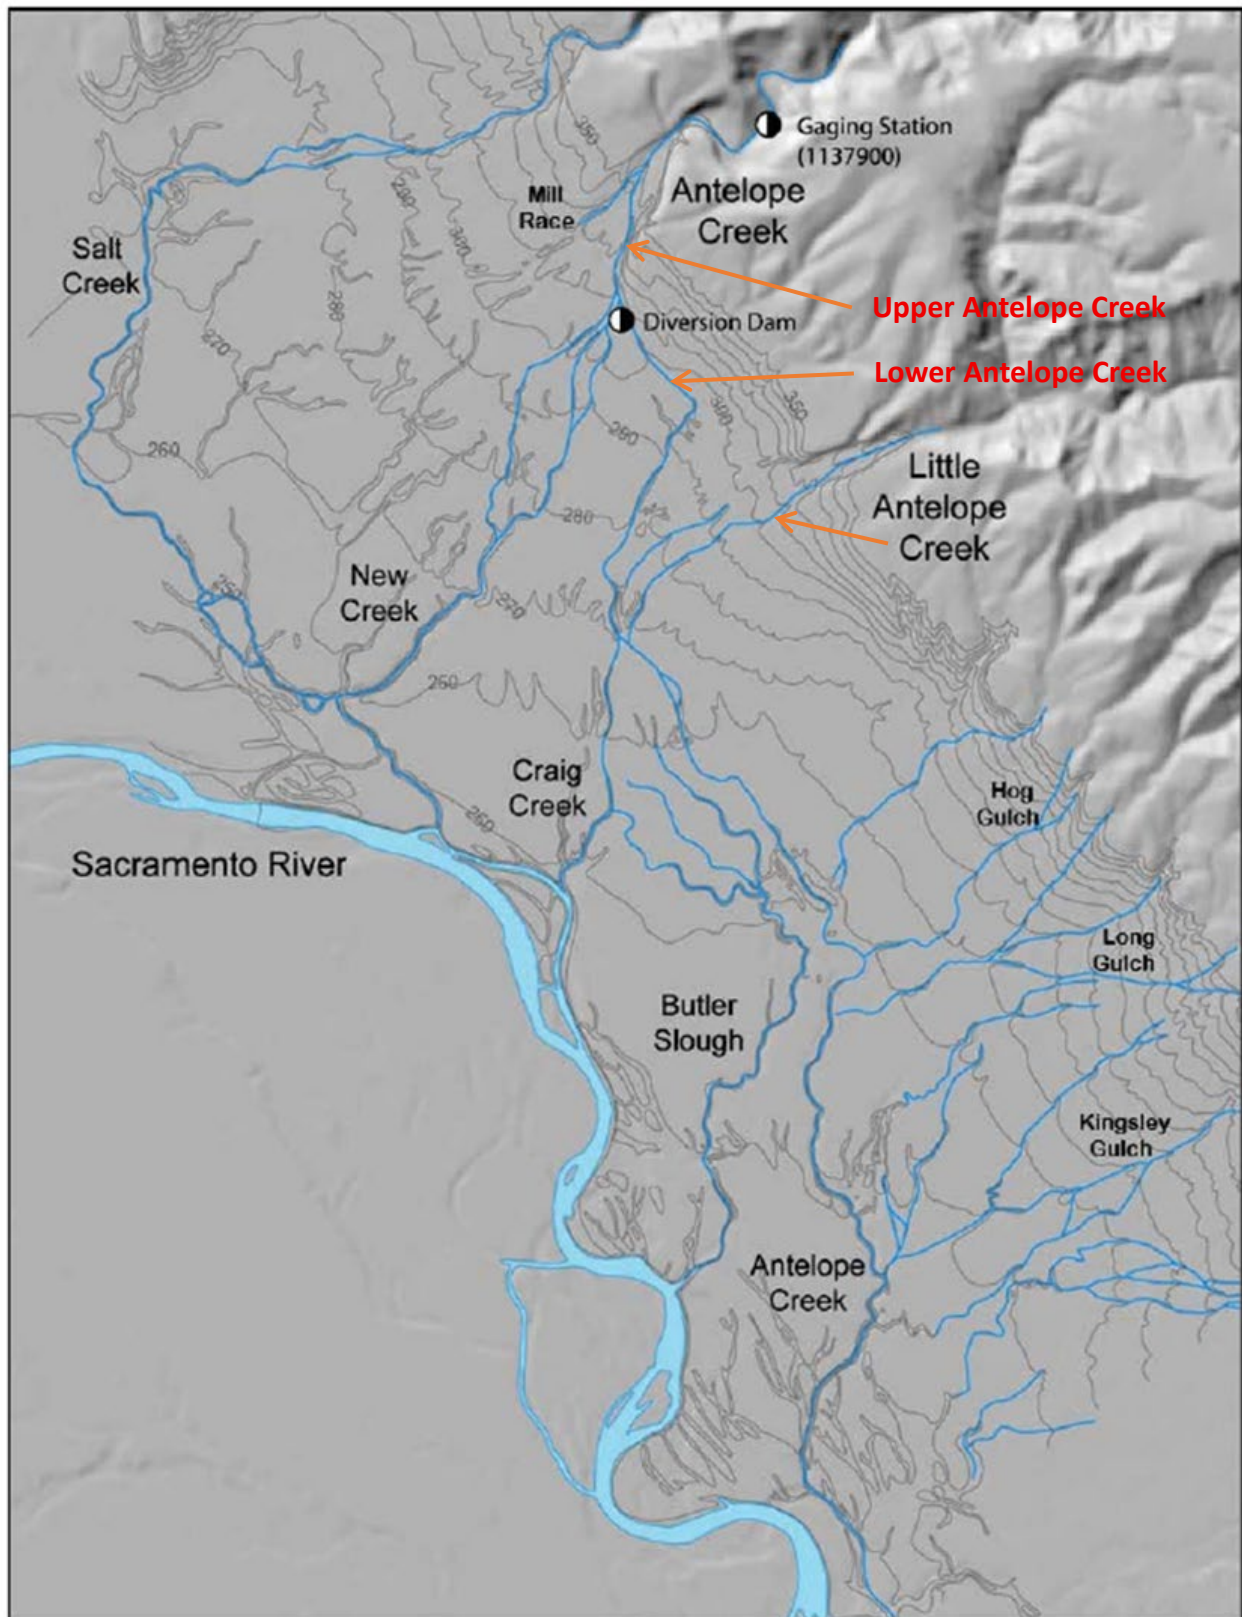 350
Gaging Station
(1137900)
Antelope
Creek
Mill
Race
280
300
Salt
Creek
280
270
Upper Antelope Creek
Diversion Dam
Lower Antelope Creek
350
300
280
260
Little
Antelope
Creek
280
New
Creek
250
270
260
Craig
Creek
Hog
Gulch
260
Sacramento River
Long
Gulch
Butler
Slough
Kingsley
Gulch
Antelope
Creek